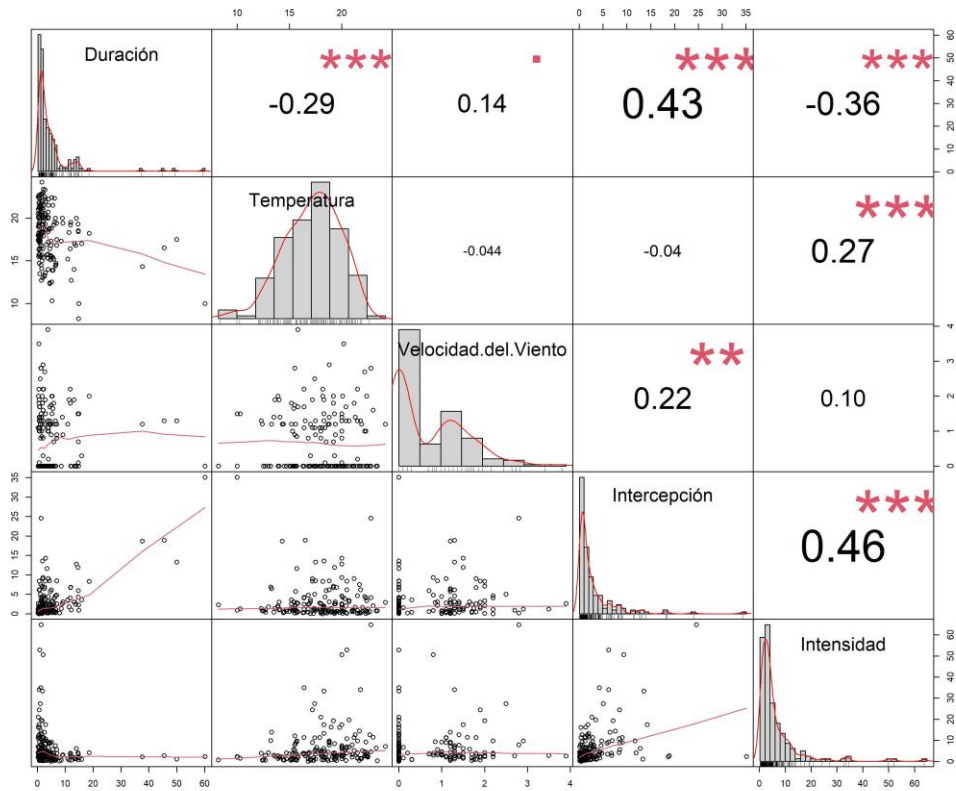 10 15 20
0 5 10 15 20 25 30 35
Duración
***
-0.29
▪
0.14
***
0.43
***
-0.36
0 10 20 30 40 50 60
10 15 20
Temperatura
-0.044
-0.04
***
0.27
Velocidad.del.Viento
**
0.22
0.10
0 1 2 3 4
0 5 10 15 20 25 30 35
Intercepción
***
0.46
0 10 20 30 40 50 60
Intensidad
0 10 20 30 40 50 60
0 1 2 3 4
0 10 20 30 40 50 60